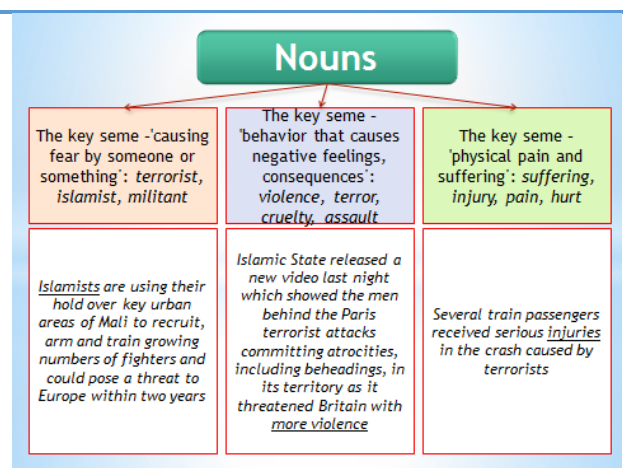 Nouns
The key seme -'causing
fear by someone or
something': terrorist,
islamist, militant
The key seme -
'behavior that causes
negative feelings,
consequences':
violence, terror,
cruelty, assault
The key seme -
'physical pain and
suffering': suffering,
injury, pain, hurt
Islamists are using their
hold over key urban
areas of Mali to recruit,
arm and train growing
numbers of fighters and
could pose a threat to
Europe within two years
Islamic State released a
new video last night
which showed the men
behind the Paris
terrorist attacks
committing atrocities,
including beheadings, in
its territory as it
threatened Britain with
more violence
Several train passengers
received serious injuries
in the crash caused by
terrorists